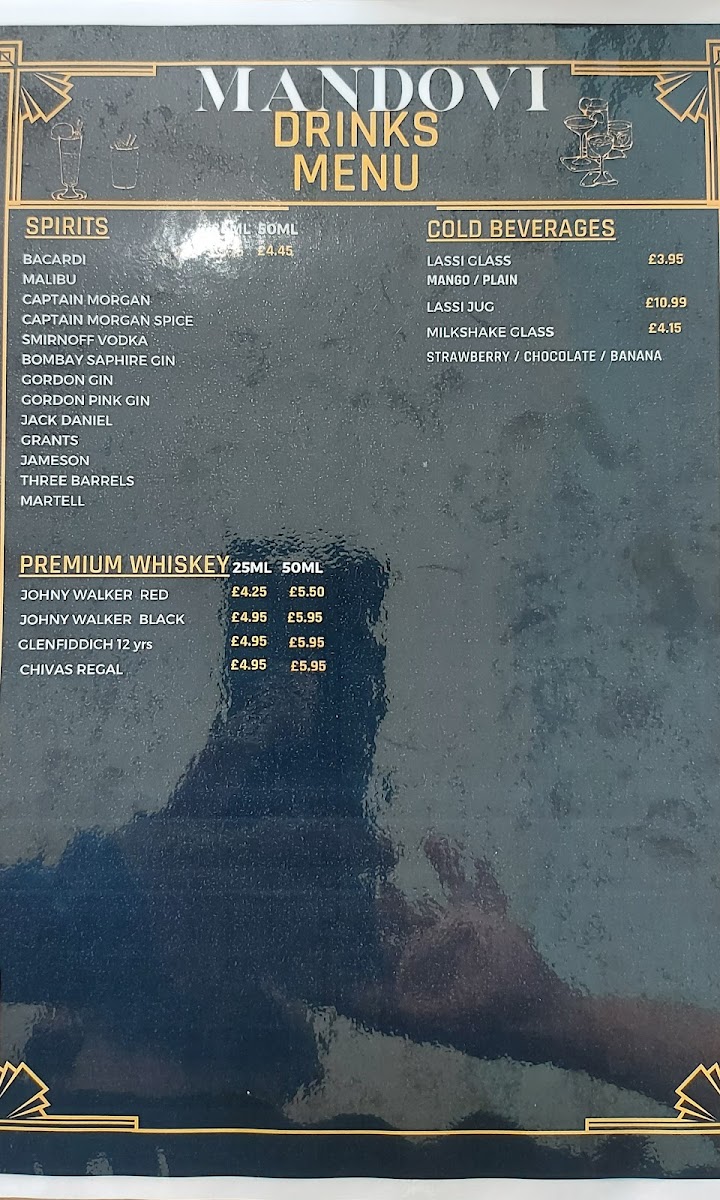 MANDOVI
DRINKS
MENU
SPIRITS
ML 50ML
£4.45
BACARDI
MALIBU
CAPTAIN MORGAN
CAPTAIN MORGAN SPICE
SMIRNOFF VODKA
BOMBAY SAPHIRE GIN
GORDON GIN
GORDON PINK GIN
JACK DANIEL
GRANTS
JAMESON
THREE BARRELS
MARTELL
PREMIUM WHISKEY 25ML 50ML
JOHNY WALKER RED £4.25 £5.50
JOHNY WALKER BLACK £4.95 £5.95
GLENFIDDICH 12 yrs £4.95 £5.95
CHIVAS REGAL £4.95 £5.95
COLD BEVERAGES
LASSI GLASS £3.95
MANGO / PLAIN
LASSI JUG £10.99
MILKSHAKE GLASS £4.15
STRAWBERRY / CHOCOLATE / BANANA